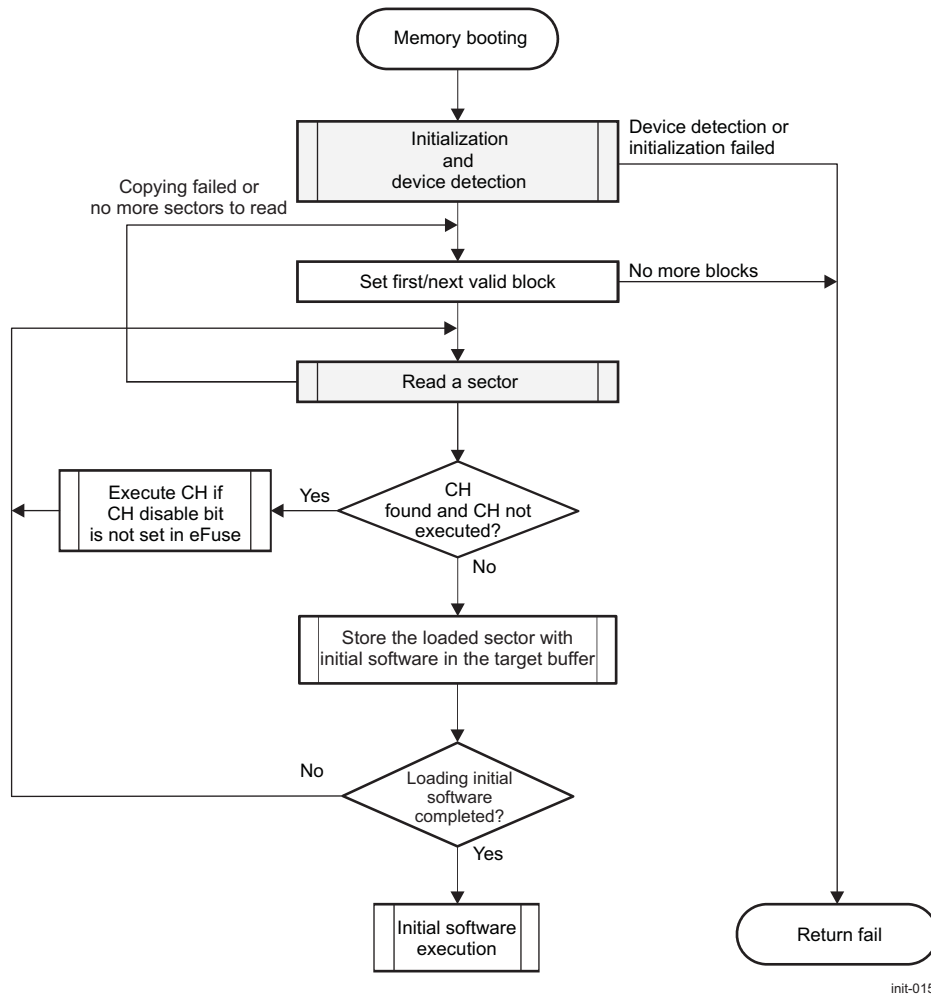 Memory booting
Initialization
and
device detection
Device detection or
initialization failed
Copying failed or
no more sectors to read
Set first/next valid block
No more blocks
Read a sector
Execute CH if
CH disable bit
is not set in eFuse
Yes
CH
found and CH not
executed?
No
Store the loaded sector with
initial software in the target buffer
No
Loading initial
software
completed?
Yes
Initial software
execution
Return fail
init-015